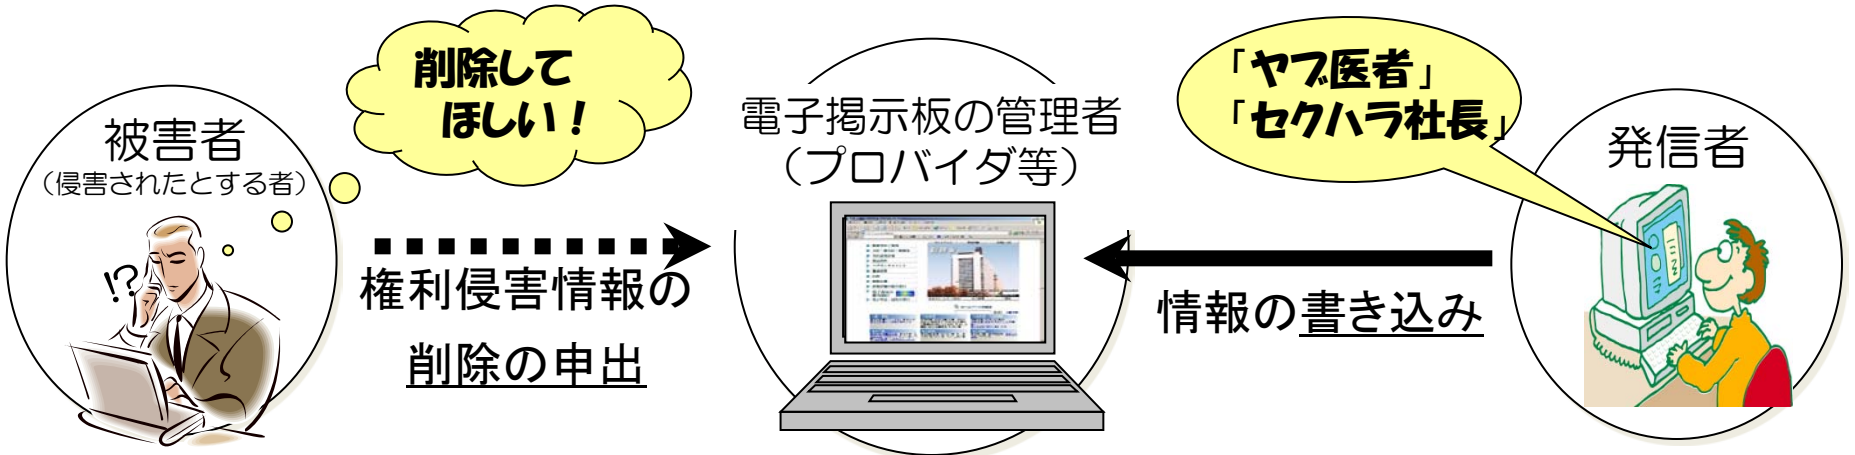 削除して
ほしい！
被害者
（侵害されたとする者）
!?
権利侵害情報の
削除の申出
電子掲示板の管理者
（プロバイダ等）
「ヤブ医者」
「セクハラ社長」
情報の書き込み
発信者